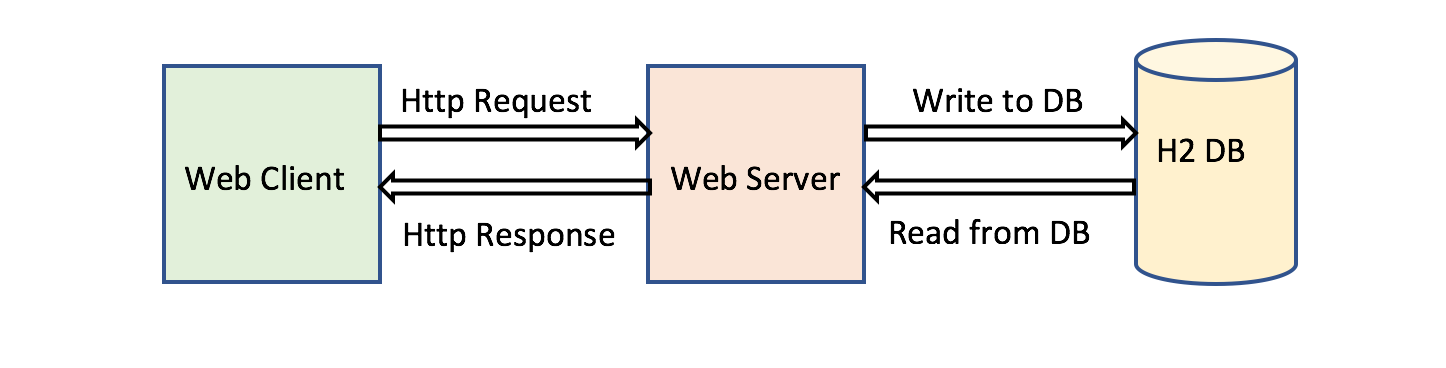 Http Request
Write to DB
H2 DB
Web Client
Web Server
Http Response
Read from DB